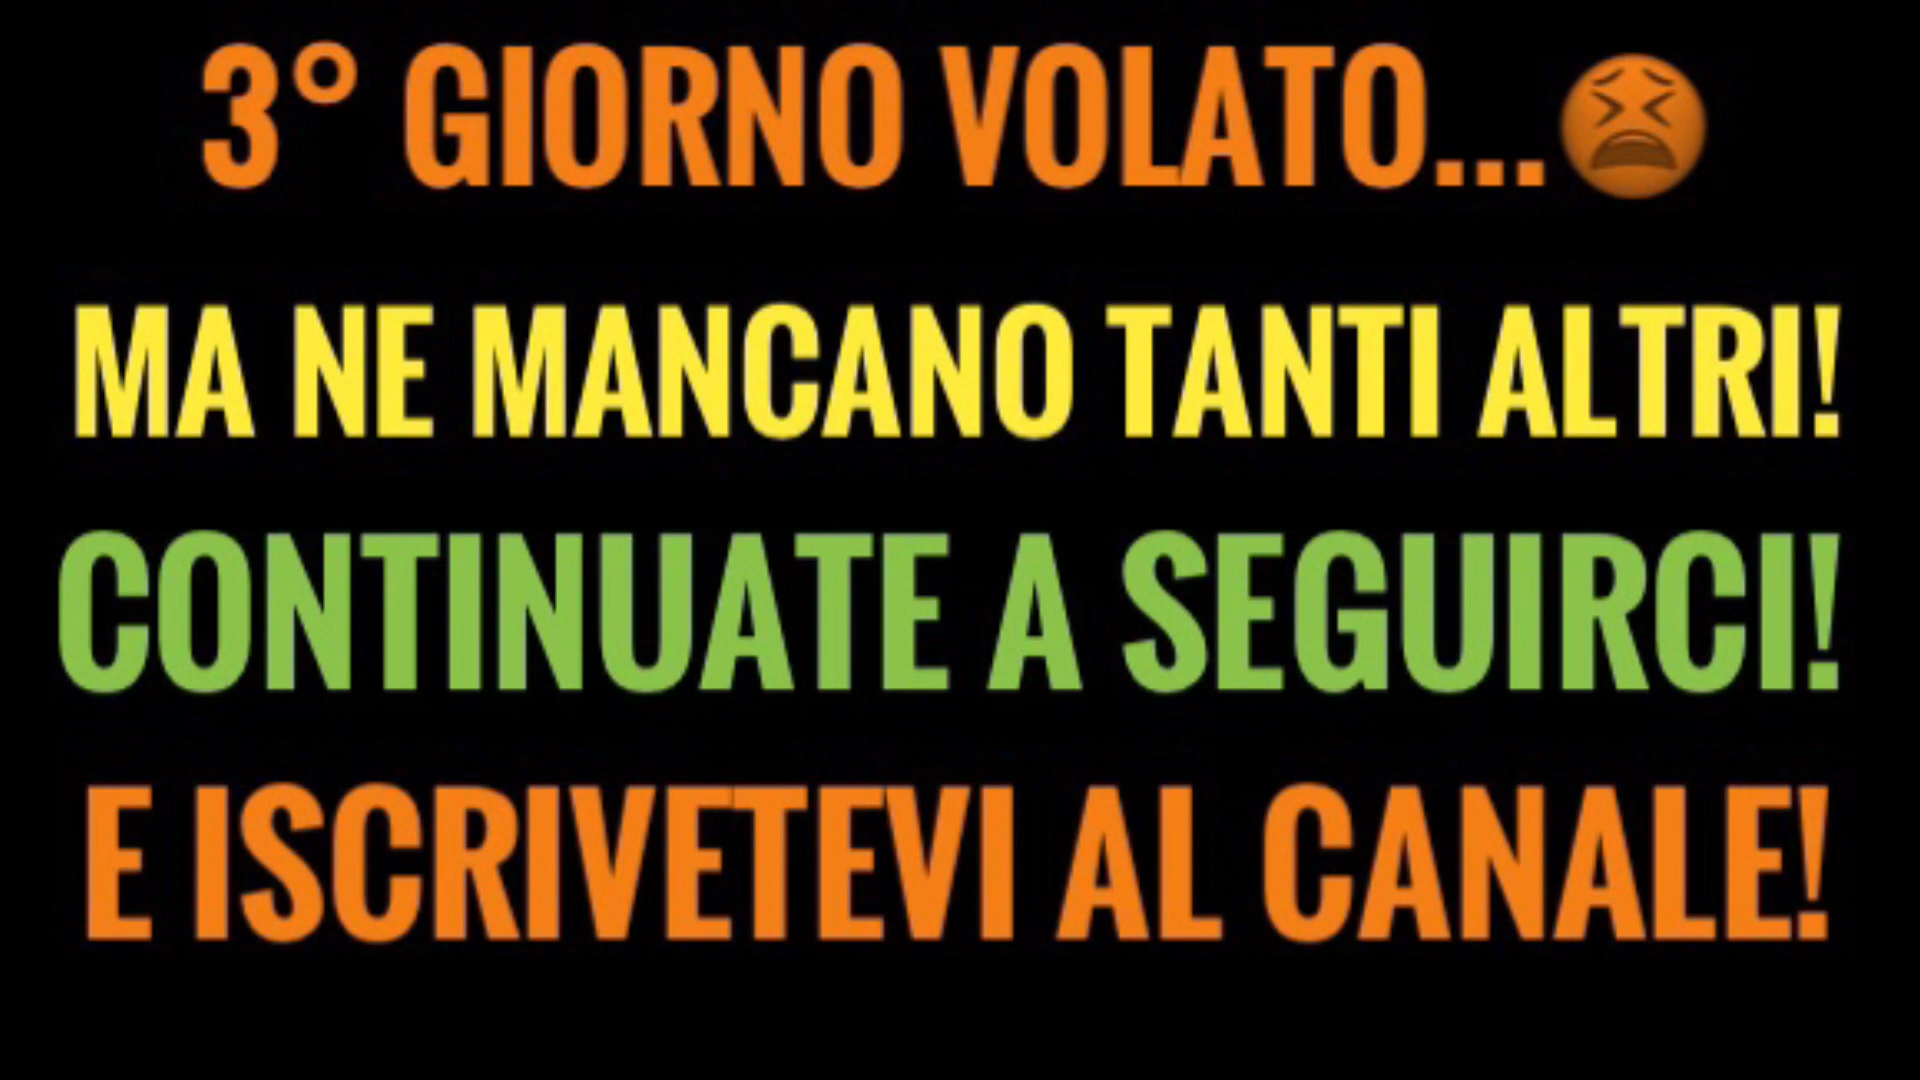 3° GIORNO VOLATO...😫
MA NE MANCANO TANTI ALTRI!
CONTINUATE A SEGUIRCI!
E ISCRIVETEVI AL CANALE!